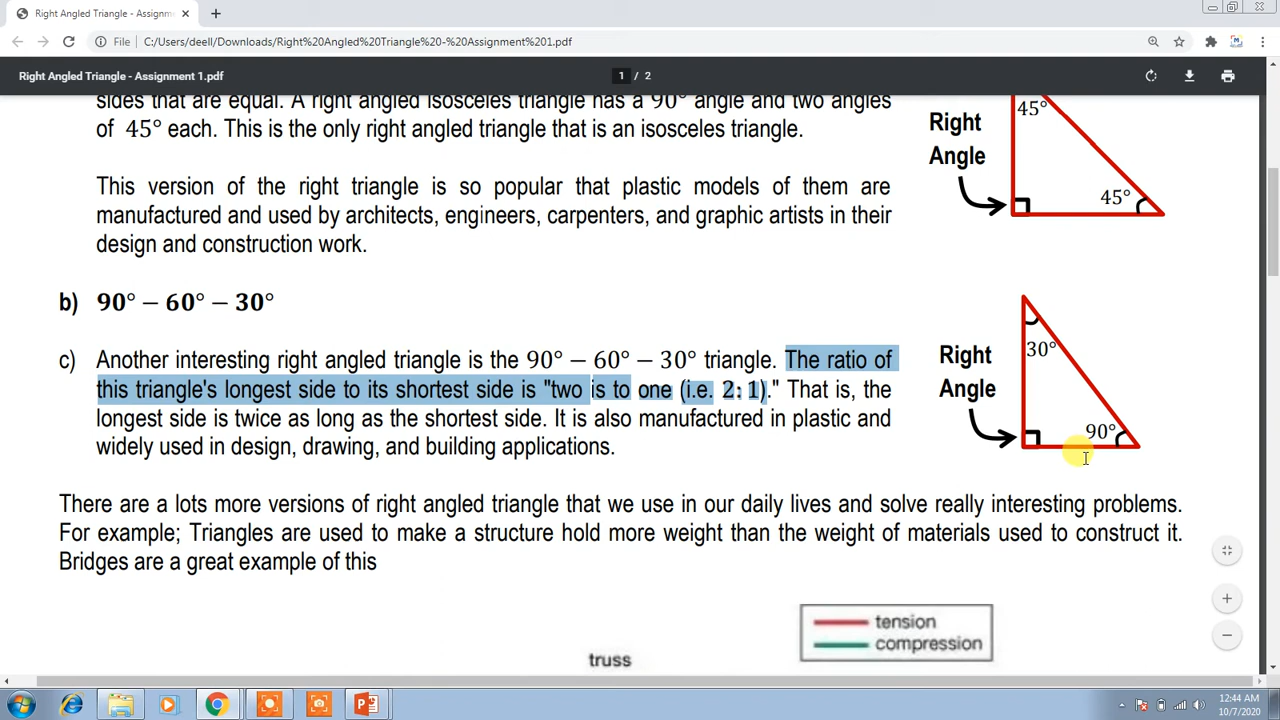 Right Angled Triangle - Assignm
File
C:/Users/deell/Downloads/Right%20Angled%20Triangle%20-%20Assignment%201.pdf
Right Angled Triangle - Assignment 1.pdf
1 / 2
sides that are equal. A right angled isosceles triangle has a 90° angle and two angles
of 45° each. This is the only right angled triangle that is an isosceles triangle.
45°
Right
Angle
45°
This version of the right triangle is so popular that plastic models of them are
manufactured and used by architects, engineers, carpenters, and graphic artists in their
design and construction work.
b) 90° − 60° − 30°
c) Another interesting right angled triangle is the 90° − 60° − 30° triangle. The ratio of
this triangle's longest side to its shortest side is "two is to one (i.e. 2:1)." That is, the
longest side is twice as long as the shortest side. It is also manufactured in plastic and
widely used in design, drawing, and building applications.
30°
Right
Angle
90°
There are a lots more versions of right angled triangle that we use in our daily lives and solve really interesting problems.
For example; Triangles are used to make a structure hold more weight than the weight of materials used to construct it.
Bridges are a great example of this
tension
compression
truss
12:44 AM
10/7/2020